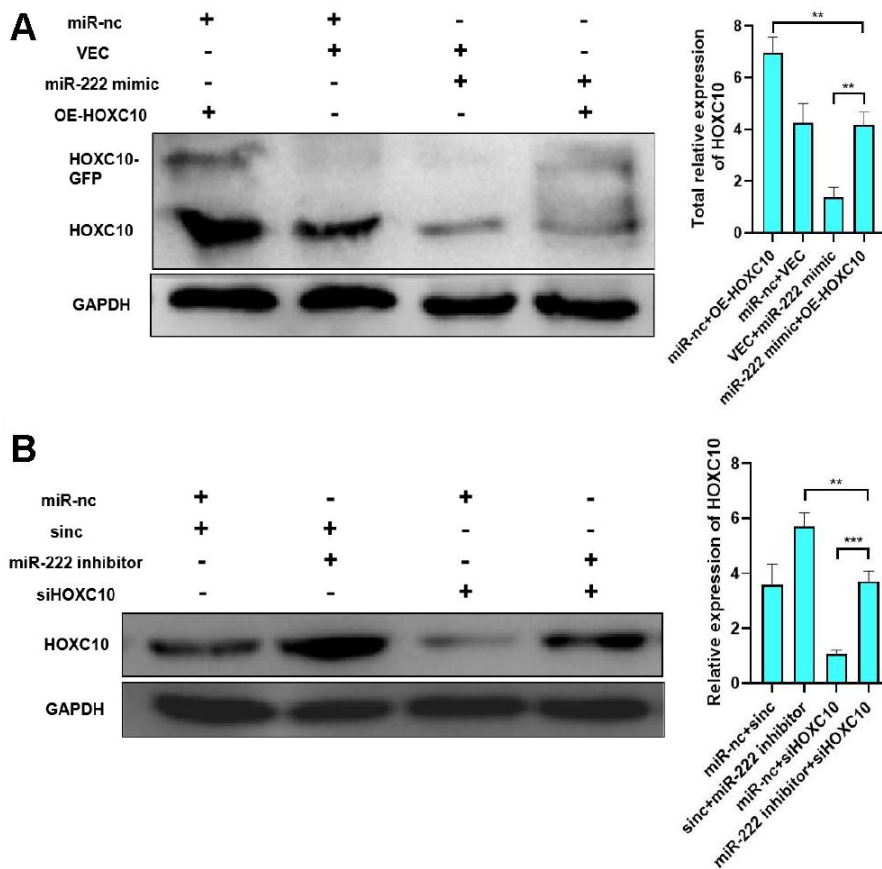 A
miR-nc + + - -
VEC - + + -
miR-222 mimic - - + +
OE-HOXC10 + - - +
HOXC10-
GFP
HOXC10
GAPDH
Total relative expression
of HOXC10
8
6
4
2
0
**
**
miR-nc+OE-HOXC10
miR-nc+VEC
VEC+miR-222 mimic
miR-222 mimic+OE-HOXC10
B
miR-nc + - + -
sinc + + - -
miR-222 inhibitor - + - +
siHOXC10 - - + +
HOXC10
GAPDH
Relative expression of HOXC10
8
6
4
2
0
**
***
miR-nc+sinc
sinc+miR-222 inhibitor
miR-nc+siHOXC10
miR-222 inhibitor+siHOXC10